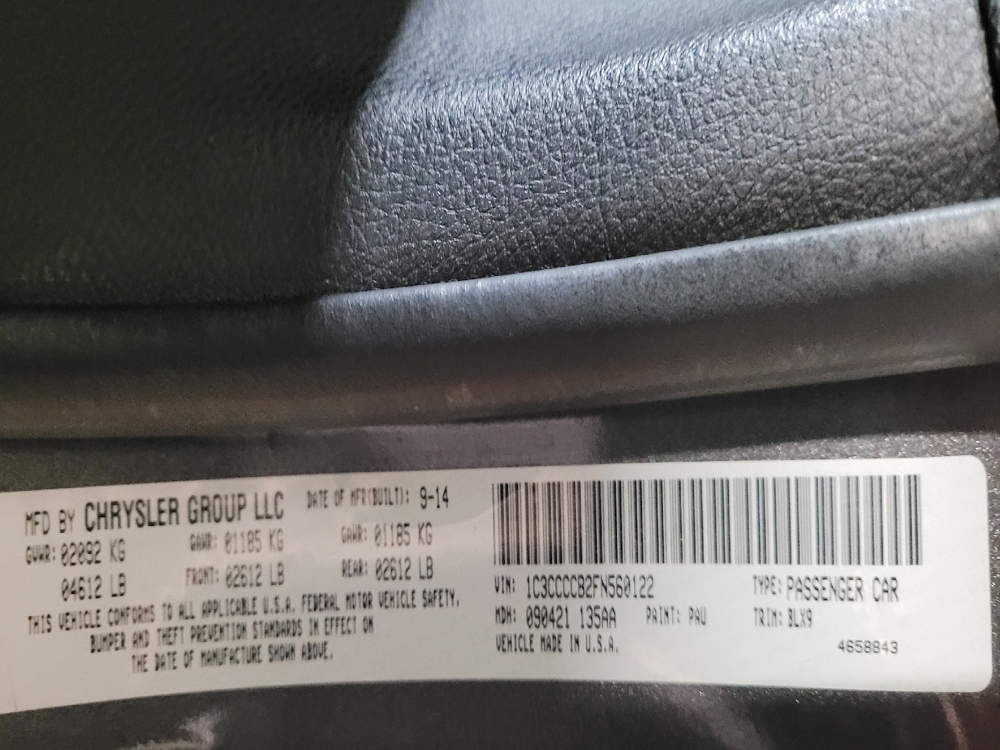 MFD BY CHRYSLER GROUP LLC DATE OF MFR(BUILT): 9-14
GVWR: 02092 KG GAWR: 01185 KG GAWR: 01185 KG
04612 LB FRONT: 02612 LB REAR: 02612 LB
THIS VEHICLE CONFORMS TO ALL APPLICABLE U.S.A. FEDERAL MOTOR VEHICLE SAFETY,
BUMPER AND THEFT PREVENTION STANDARDS IN EFFECT ON
THE DATE OF MANUFACTURE SHOWN ABOVE.
VIN: 1C3CCCCB2FN560122 TYPE: PASSENGER CAR
MDH: 090421 135AA PAINT: PAU TRIM: BLX9
VEHICLE MADE IN U.S.A. 4658843